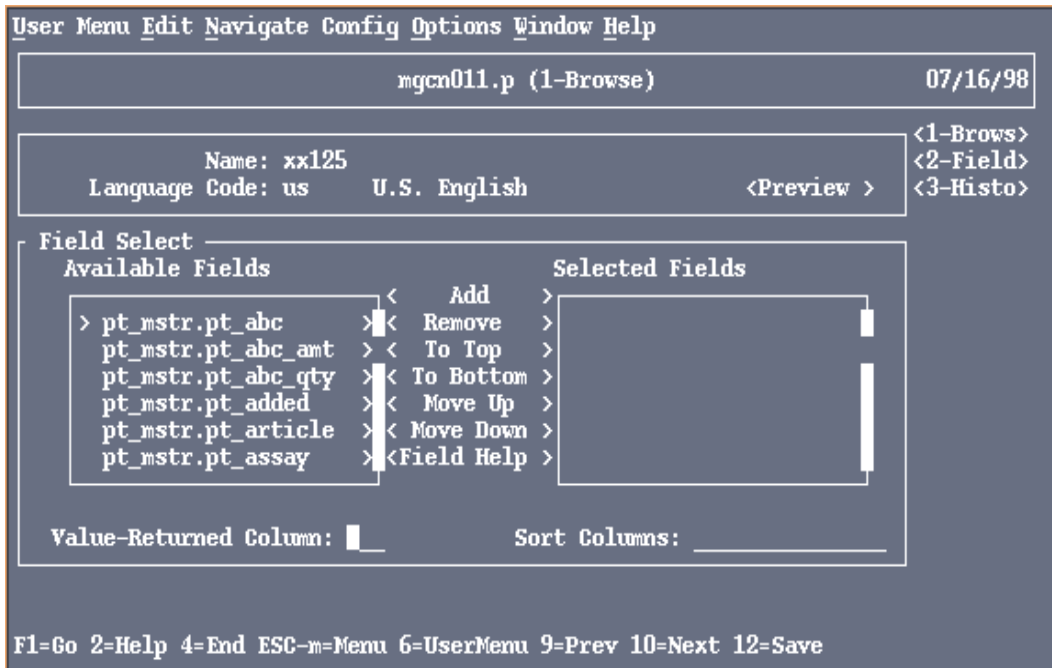 User Menu Edit Navigate Config Options Window Help
mgcn011.p (1-Browse) 07/16/98
<1-Brows>
Name: xx125 <2-Field>
Language Code: us U.S. English <Preview > <3-Histo>
Field Select
Available Fields Selected Fields
< Add >
> pt_mstr.pt_abc > < Remove >
pt_mstr.pt_abc_amt > < To Top >
pt_mstr.pt_abc_qty > < To Bottom >
pt_mstr.pt_added > < Move Up >
pt_mstr.pt_article > < Move Down >
pt_mstr.pt_assay > <Field Help >
Value-Returned Column: __ Sort Columns: ______________
F1=Go 2=Help 4=End ESC-m=Menu 6=UserMenu 9=Prev 10=Next 12=Save